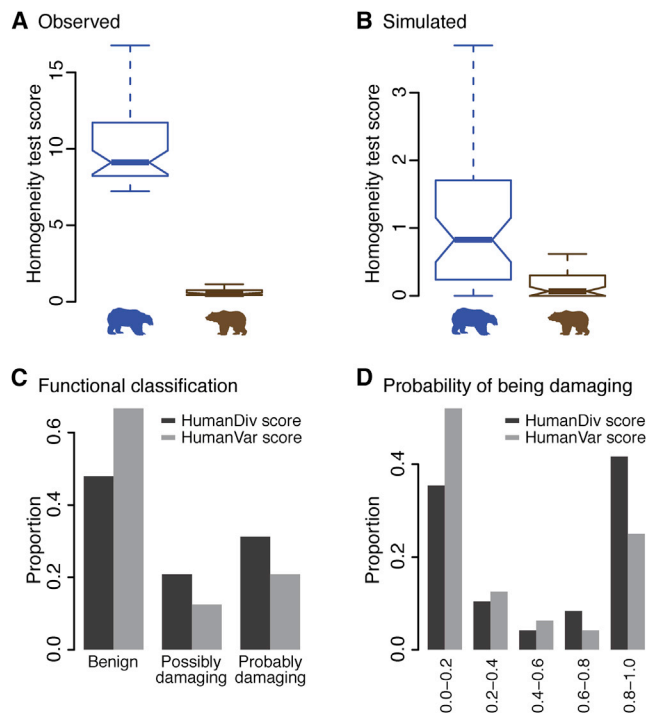 A Observed
Homogeneity test score
15
10
5
0
B Simulated
Homogeneity test score
3
2
1
0
C Functional classification
HumanDiv score
HumanVar score
Proportion
0.6
0.4
0.2
0.0
Benign
Possibly
damaging
Probably
damaging
D Probability of being damaging
HumanDiv score
HumanVar score
Proportion
0.4
0.2
0.0
0.0–0.2
0.2–0.4
0.4–0.6
0.6–0.8
0.8–1.0